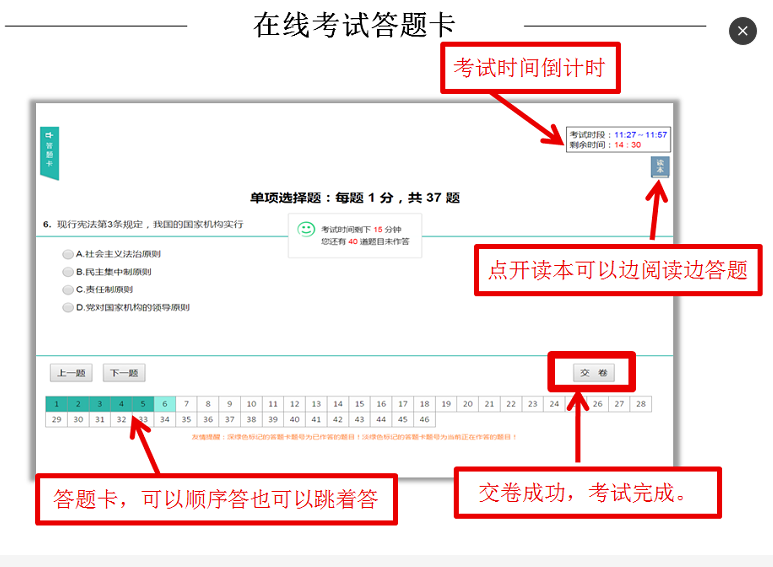 在线考试答题卡
考试时间倒计时
答题卡
考试时段：11:27－11:57
剩余时间：14：30
读本
单项选择题：每题 1 分，共 37 题
6. 现行宪法第3条规定，我国的国家机构实行
考试时间剩下 15 分钟
您还有 40 道题目未作答
A.社会主义法治原则
B.民主集中制原则
C.责任制原则
D.党对国家机构的领导原则
点开读本可以边阅读边答题
上一题 下一题 交 卷
1 2 3 4 5 6 7 8 9 10 11 12 13 14 15 16 17 18 19 20 21 22 23 24 26 27 28
29 30 31 32 33 34 35 36 37 38 39 40 41 42 43 44 45 46
友情提醒：深绿色标记的答题卡题号为已作答的题目！淡绿色标记的答题卡题号为当前正在作答的题目！
答题卡，可以顺序答也可以跳着答
交卷成功，考试完成。